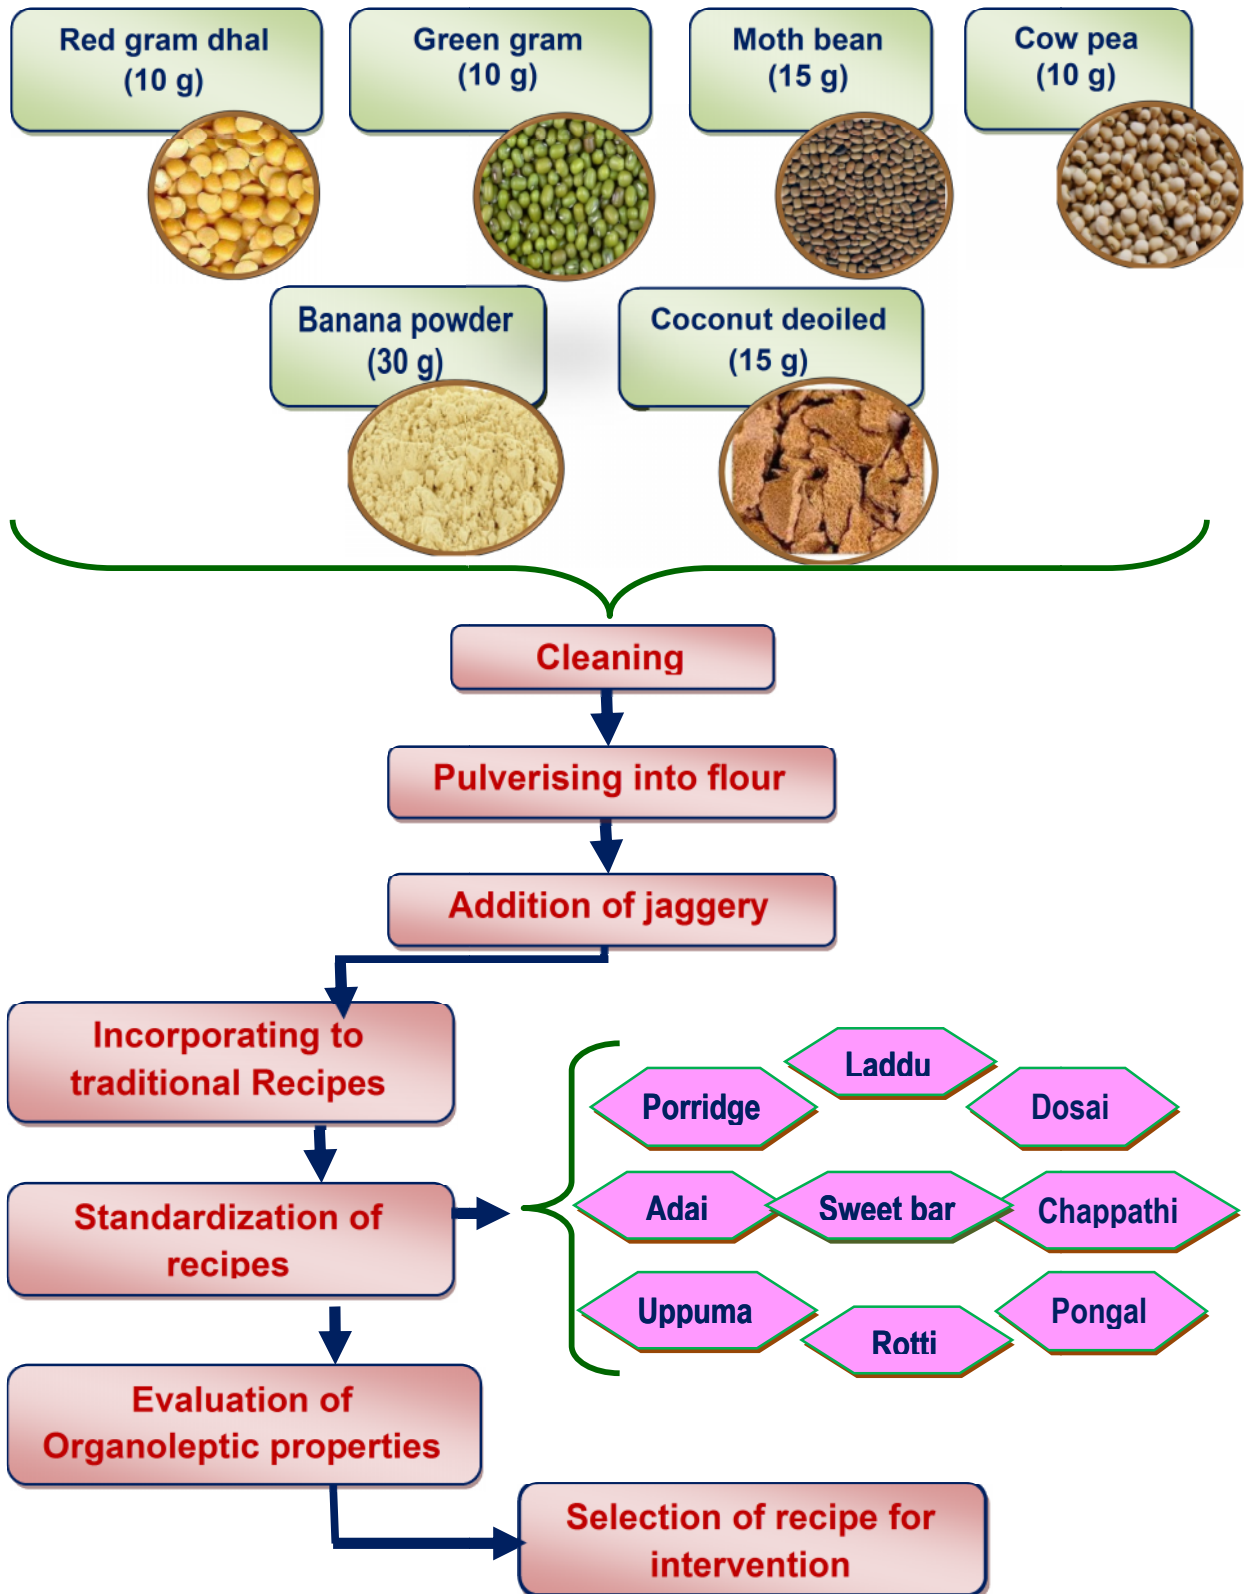 Red gram dhal
(10 g)
Green gram
(10 g)
Moth bean
(15 g)
Cow pea
(10 g)
Banana powder
(30 g)
Coconut deoiled
(15 g)
Cleaning
Pulverising into flour
Addition of jaggery
Incorporating to
traditional Recipes
Standardization of
recipes
Porridge
Laddu
Dosai
Adai
Sweet bar
Chappathi
Uppuma
Rotti
Pongal
Evaluation of
Organoleptic properties
Selection of recipe for
intervention